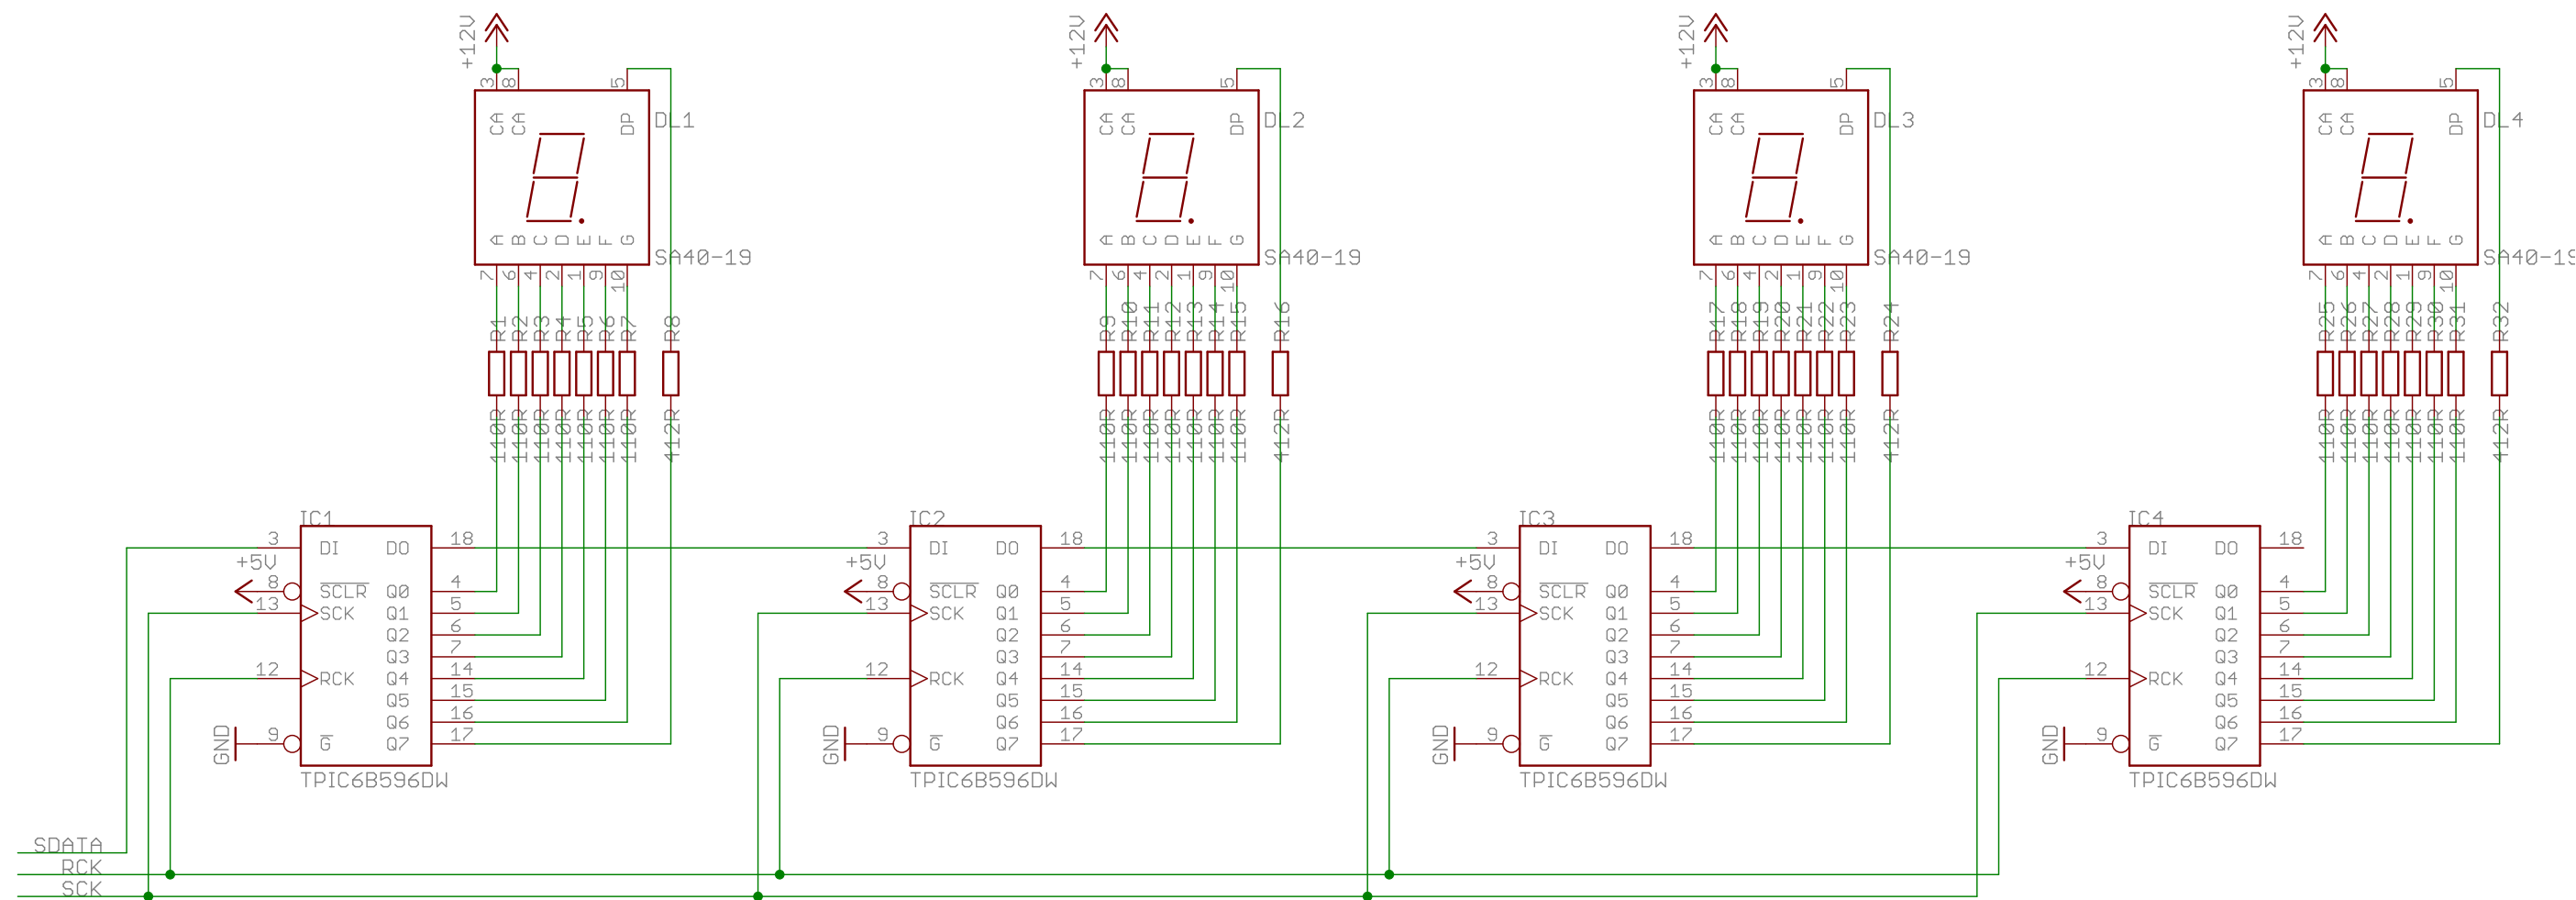 +12V +12V +12V +12V
3 8 5 3 8 5 3 8 5 3 8 5
CA CA DP DL1 CA CA DP DL2 CA CA DP DL3 CA CA DP DL4
A B C D E F G A B C D E F G A B C D E F G A B C D E F G
SA40-19 SA40-19 SA40-19 SA40-19
7 6 4 2 1 9 10 7 6 4 2 1 9 10 7 6 4 2 1 9 10 7 6 4 2 1 9 10
R1 R2 R3 R4 R5 R6 R7 R8 R9 R10 R11 R12 R13 R14 R15 R16 R17 R18 R19 R20 R21 R22 R23 R24 R25 R26 R27 R28 R29 R30 R31 R32
110R 110R 110R 110R 110R 110R 110R 412R 110R 110R 110R 110R 110R 110R 110R 412R 110R 110R 110R 110R 110R 110R 110R 412R 110R 110R 110R 110R 110R 110R 110R 412R
IC1 IC2 IC3 IC4
3 DI DO 18 3 DI DO 18 3 DI DO 18 3 DI DO 18
+5V +5V +5V +5V
8 SCLR Q0 4 8 SCLR Q0 4 8 SCLR Q0 4 8 SCLR Q0 4
13 SCK Q1 5 13 SCK Q1 5 13 SCK Q1 5 13 SCK Q1 5
Q2 6 Q2 6 Q2 6 Q2 6
Q3 7 Q3 7 Q3 7 Q3 7
12 RCK Q4 14 12 RCK Q4 14 12 RCK Q4 14 12 RCK Q4 14
Q5 15 Q5 15 Q5 15 Q5 15
Q6 16 Q6 16 Q6 16 Q6 16
GND 9 G Q7 17 GND 9 G Q7 17 GND 9 G Q7 17 GND 9 G Q7 17
TPIC6B596DW TPIC6B596DW TPIC6B596DW TPIC6B596DW
SDATA
RCK
SCK